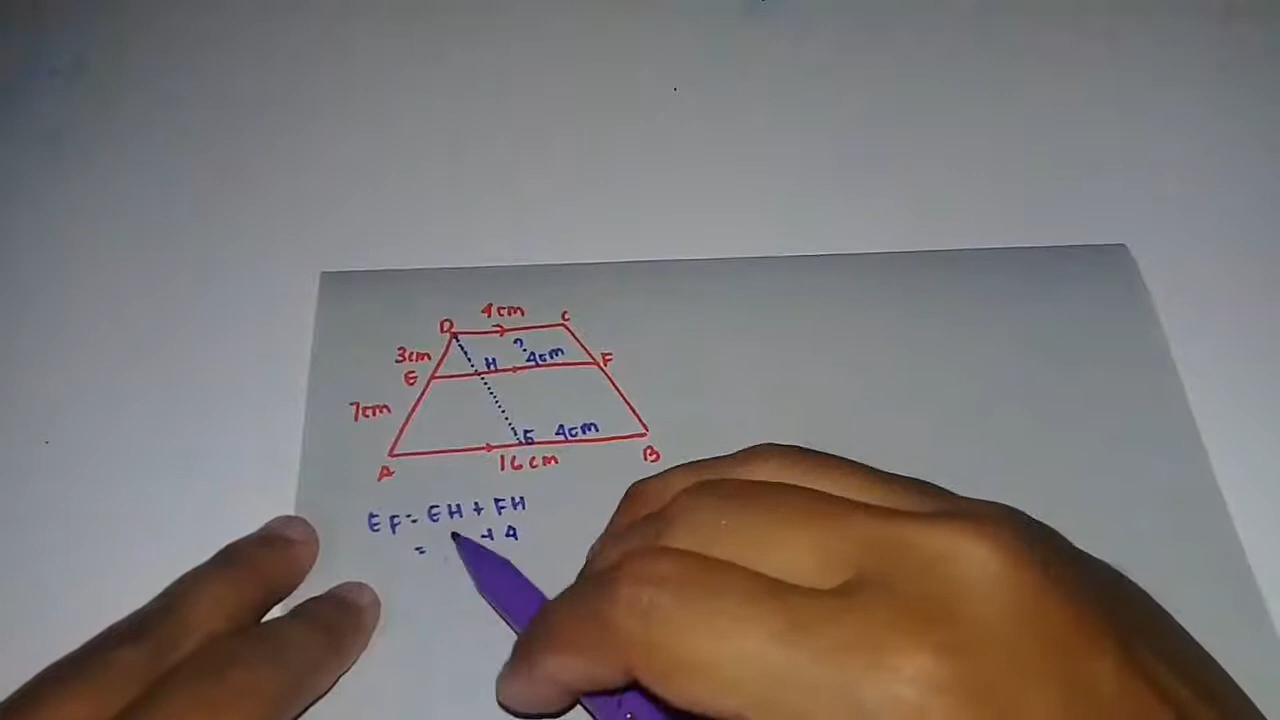 4cm
D C
3cm ?
H 4cm F
E
7cm
E 4cm
A 16cm B
EF = EH + FH
= + 4